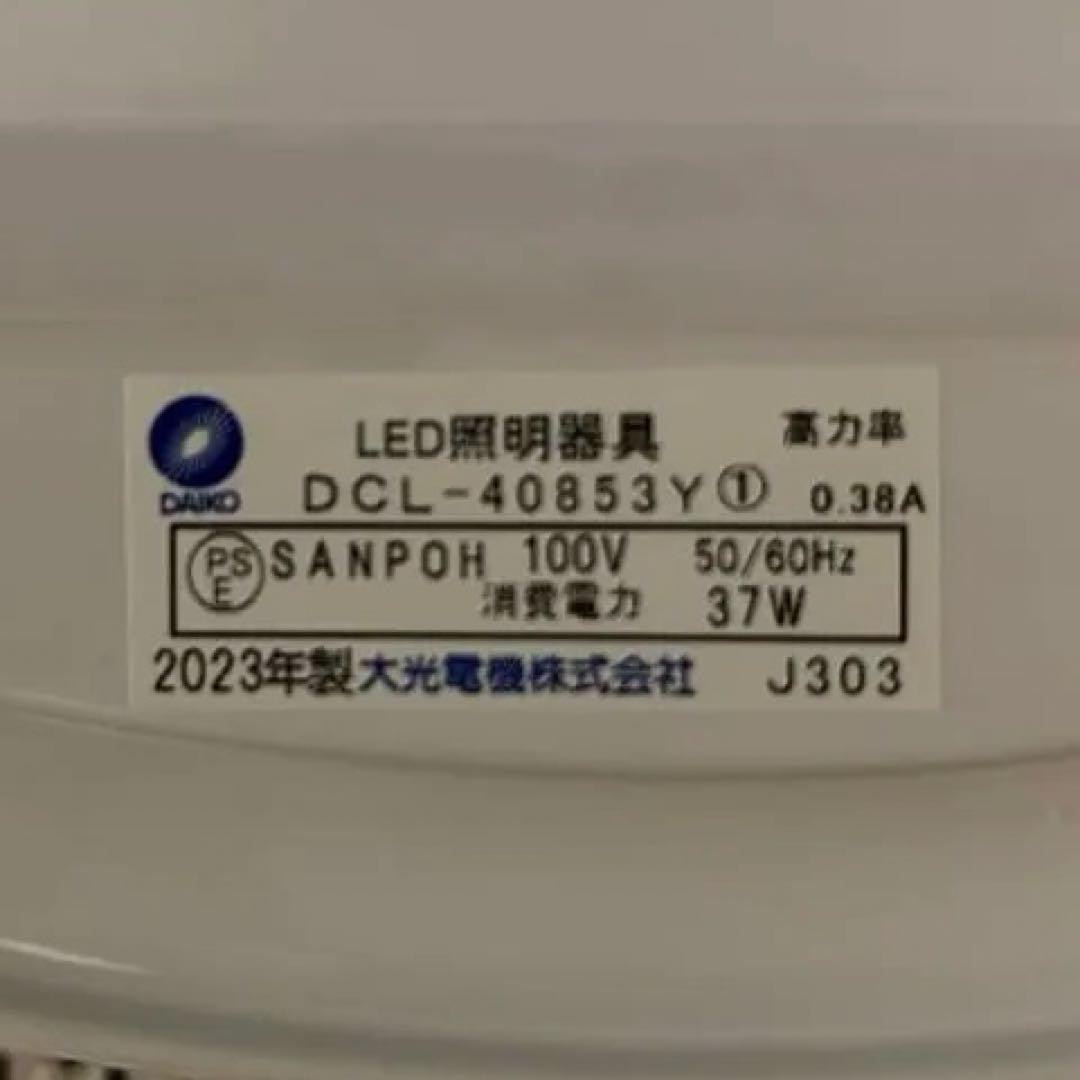 LED照明器具 高力率
DAIKO DCL-40853Y① 0.38A
PSE SANPOH 100V 50/60Hz
消費電力 37W
2023年製 大光電機株式会社 J303